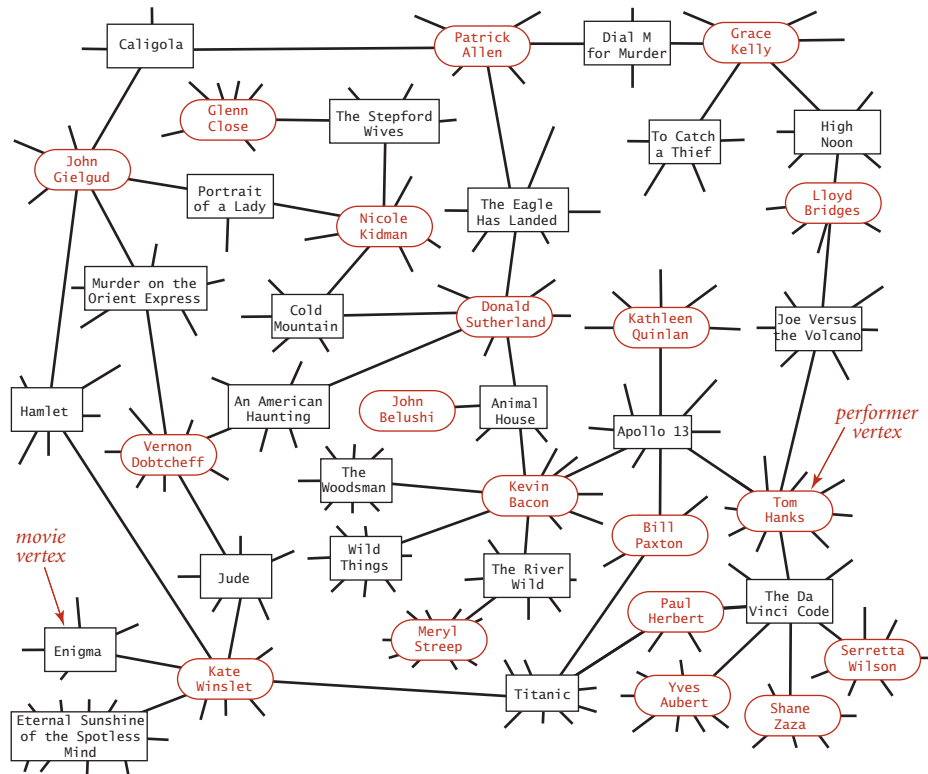 Caligola
Patrick
Allen
Dial M
for Murder
Grace
Kelly
Glenn
Close
The Stepford
Wives
To Catch
a Thief
High
Noon
John
Gielgud
Portrait
of a Lady
Nicole
Kidman
The Eagle
Has Landed
Lloyd
Bridges
Murder on the
Orient Express
Cold
Mountain
Donald
Sutherland
Kathleen
Quinlan
Joe Versus
the Volcano
Hamlet
An American
Haunting
John
Belushi
Animal
House
Apollo 13
performer
vertex
Vernon
Dobtcheff
The
Woodsman
Kevin
Bacon
Tom
Hanks
Bill
Paxton
movie
vertex
Jude
Wild
Things
The River
Wild
The Da
Vinci Code
Paul
Herbert
Enigma
Meryl
Streep
Serretta
Wilson
Kate
Winslet
Titanic
Yves
Aubert
Shane
Zaza
Eternal Sunshine
of the Spotless
Mind